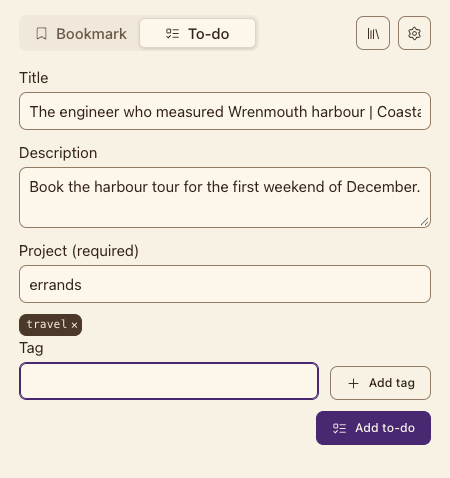 Bookmark
To-do
Title
The engineer who measured Wrenmouth harbour | Coasta
Description
Book the harbour tour for the first weekend of December.
Project (required)
errands
travel ×
Tag
Add tag
Add to-do